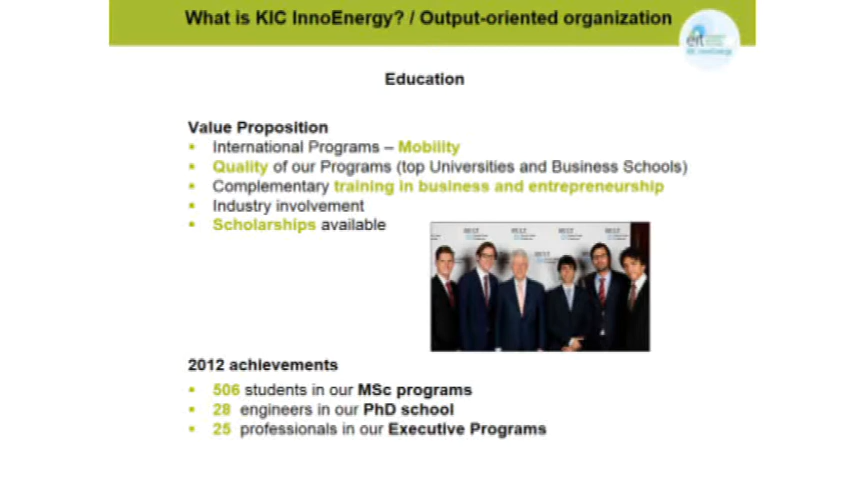 What is KIC InnoEnergy? / Output-oriented organization
eit
Education
Value Proposition
▪ International Programs – Mobility
▪ Quality of our Programs (top Universities and Business Schools)
▪ Complementary training in business and entrepreneurship
▪ Industry involvement
▪ Scholarships available
2012 achievements
▪ 506 students in our MSc programs
▪ 28 engineers in our PhD school
▪ 25 professionals in our Executive Programs